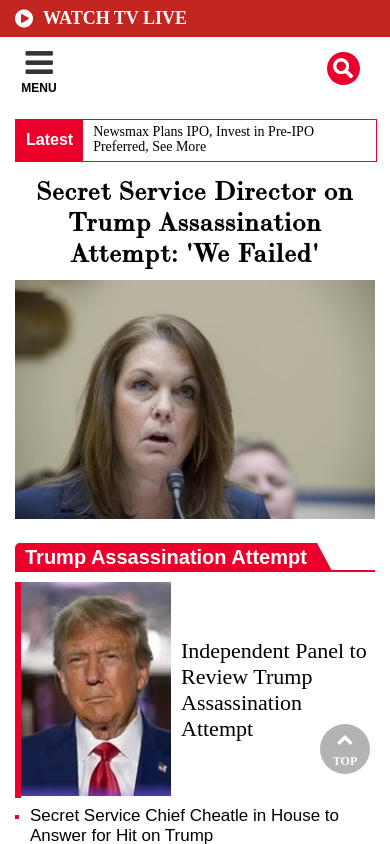 WATCH TV LIVE
MENU
Latest
Newsmax Plans IPO, Invest in Pre-IPO
Preferred, See More
Secret Service Director on
Trump Assassination
Attempt: 'We Failed'
Trump Assassination Attempt
Independent Panel to
Review Trump
Assassination
Attempt
TOP
Secret Service Chief Cheatle in House to
Answer for Hit on Trump